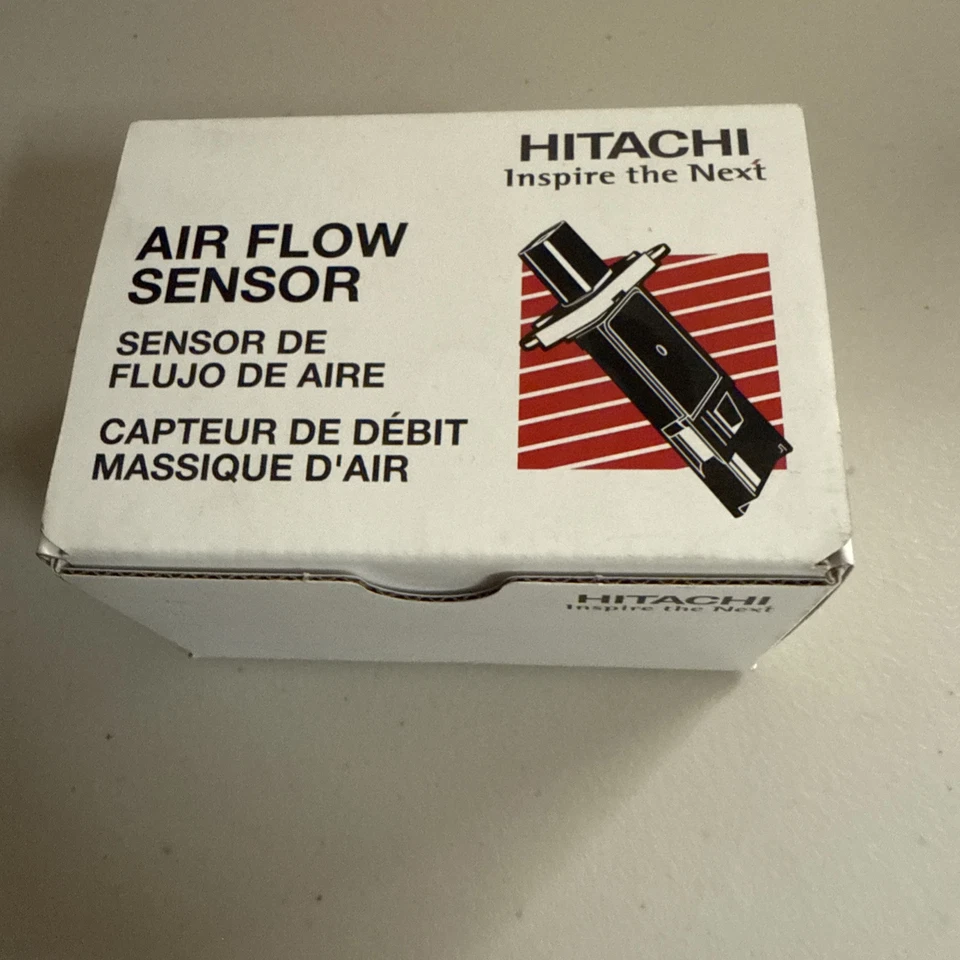 HITACHI
Inspire the Next
AIR FLOW
SENSOR
SENSOR DE
FLUJO DE AIRE
CAPTEUR DE DÉBIT
MASSIQUE D'AIR
HITACHI
Inspire the Next